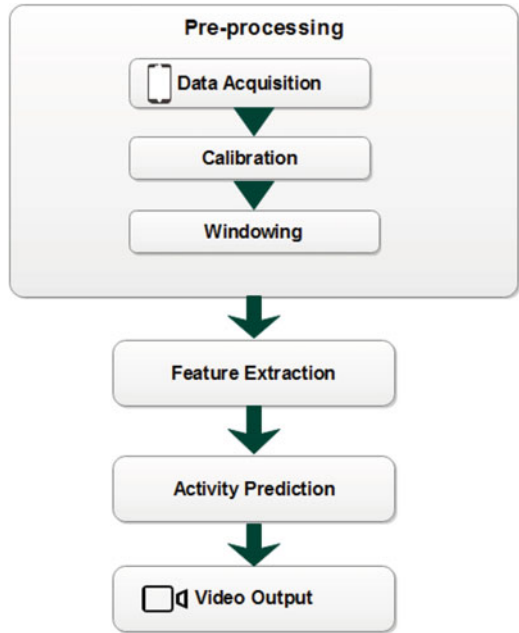 Pre-processing
Data Acquisition
Calibration
Windowing
Feature Extraction
Activity Prediction
Video Output